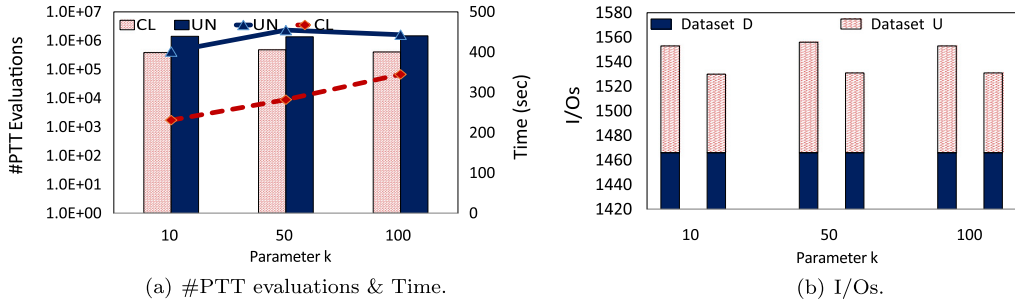 CL UN UN CL
1.0E+07
1.0E+06
1.0E+05
1.0E+04
1.0E+03
1.0E+02
1.0E+01
1.0E+00
#PTT Evaluations
500
400
300
200
100
0
Time (sec)
10 50 100
Parameter k
(a) #PTT evaluations & Time.
Dataset D Dataset U
1580
1560
1540
1520
1500
1480
1460
1440
1420
I/Os
10 50 100
Parameter k
(b) I/Os.